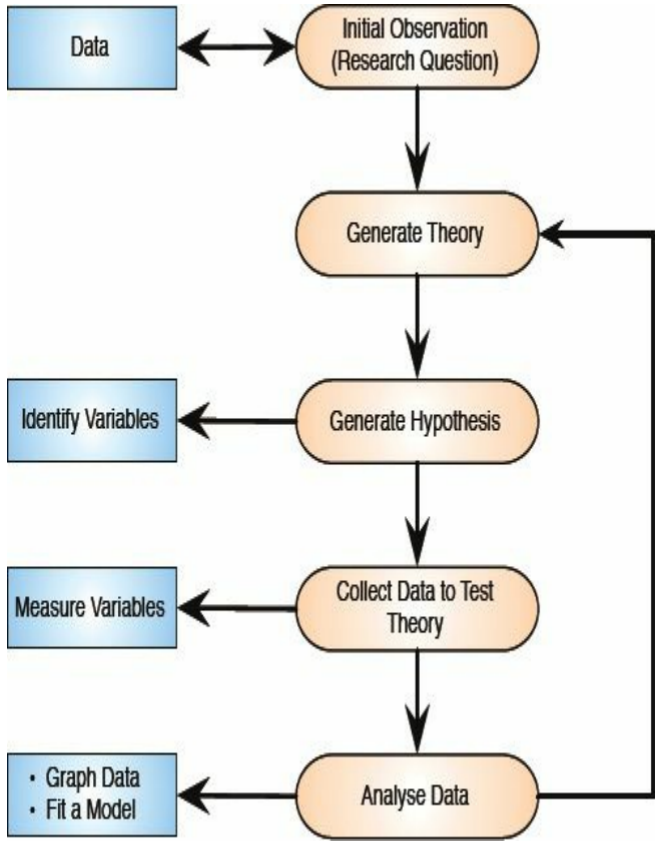 Data
Initial Observation
(Research Question)
Generate Theory
Identify Variables
Generate Hypothesis
Measure Variables
Collect Data to Test
Theory
• Graph Data
• Fit a Model
Analyse Data